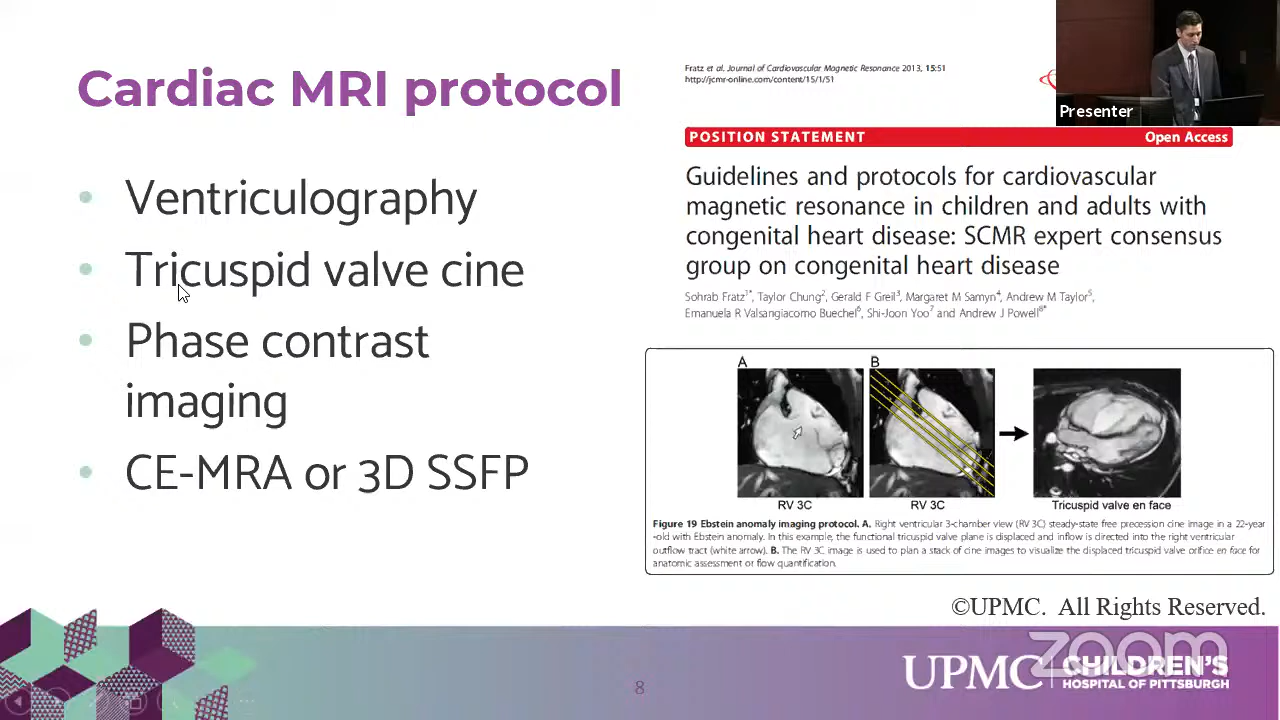 Cardiac MRI protocol
Ventriculography
Tricuspid valve cine
Phase contrast
imaging
CE-MRA or 3D SSFP
Fratz et al. Journal of Cardiovascular Magnetic Resonance 2013, 15:51
http://jcmr-online.com/content/15/1/51
Presenter
POSITION STATEMENT
Open Access
Guidelines and protocols for cardiovascular
magnetic resonance in children and adults with
congenital heart disease: SCMR expert consensus
group on congenital heart disease
Sohrab Fratz1*, Taylor Chung2, Gerald F Greil3, Margaret M Samyn4, Andrew M Taylor5,
Emanuela R Valsangiacomo Buechel6, Shi-Joon Yoo7 and Andrew J Powell8*
A
B
RV 3C
RV 3C
Tricuspid valve en face
Figure 19 Ebstein anomaly imaging protocol. A. Right ventricular 3-chamber view (RV 3C) steady-state free precession cine image in a 22-year
-old with Ebstein anomaly. In this example, the functional tricuspid valve plane is displaced and inflow is directed into the right ventricular
outflow tract (white arrow). B. The RV 3C image is used to plan a stack of cine images to visualize the displaced tricuspid valve orifice en face for
anatomic assessment or flow quantification.
©UPMC. All Rights Reserved.
zoom
UPMC
CHILDREN'S
HOSPITAL OF PITTSBURGH
8